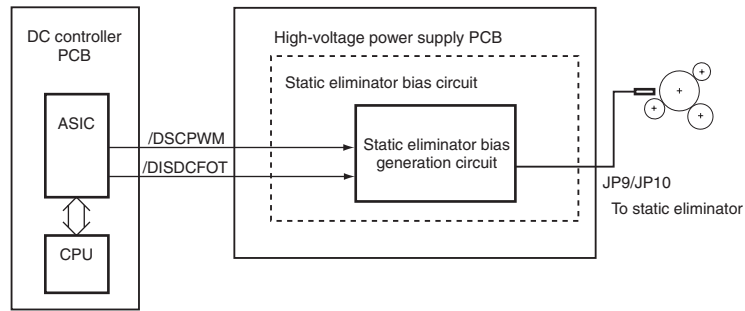 DC controller
PCB
ASIC
CPU
/DSCPWM
/DISDCFOT
High-voltage power supply PCB
Static eliminator bias circuit
Static eliminator bias
generation circuit
JP9/JP10
To static eliminator